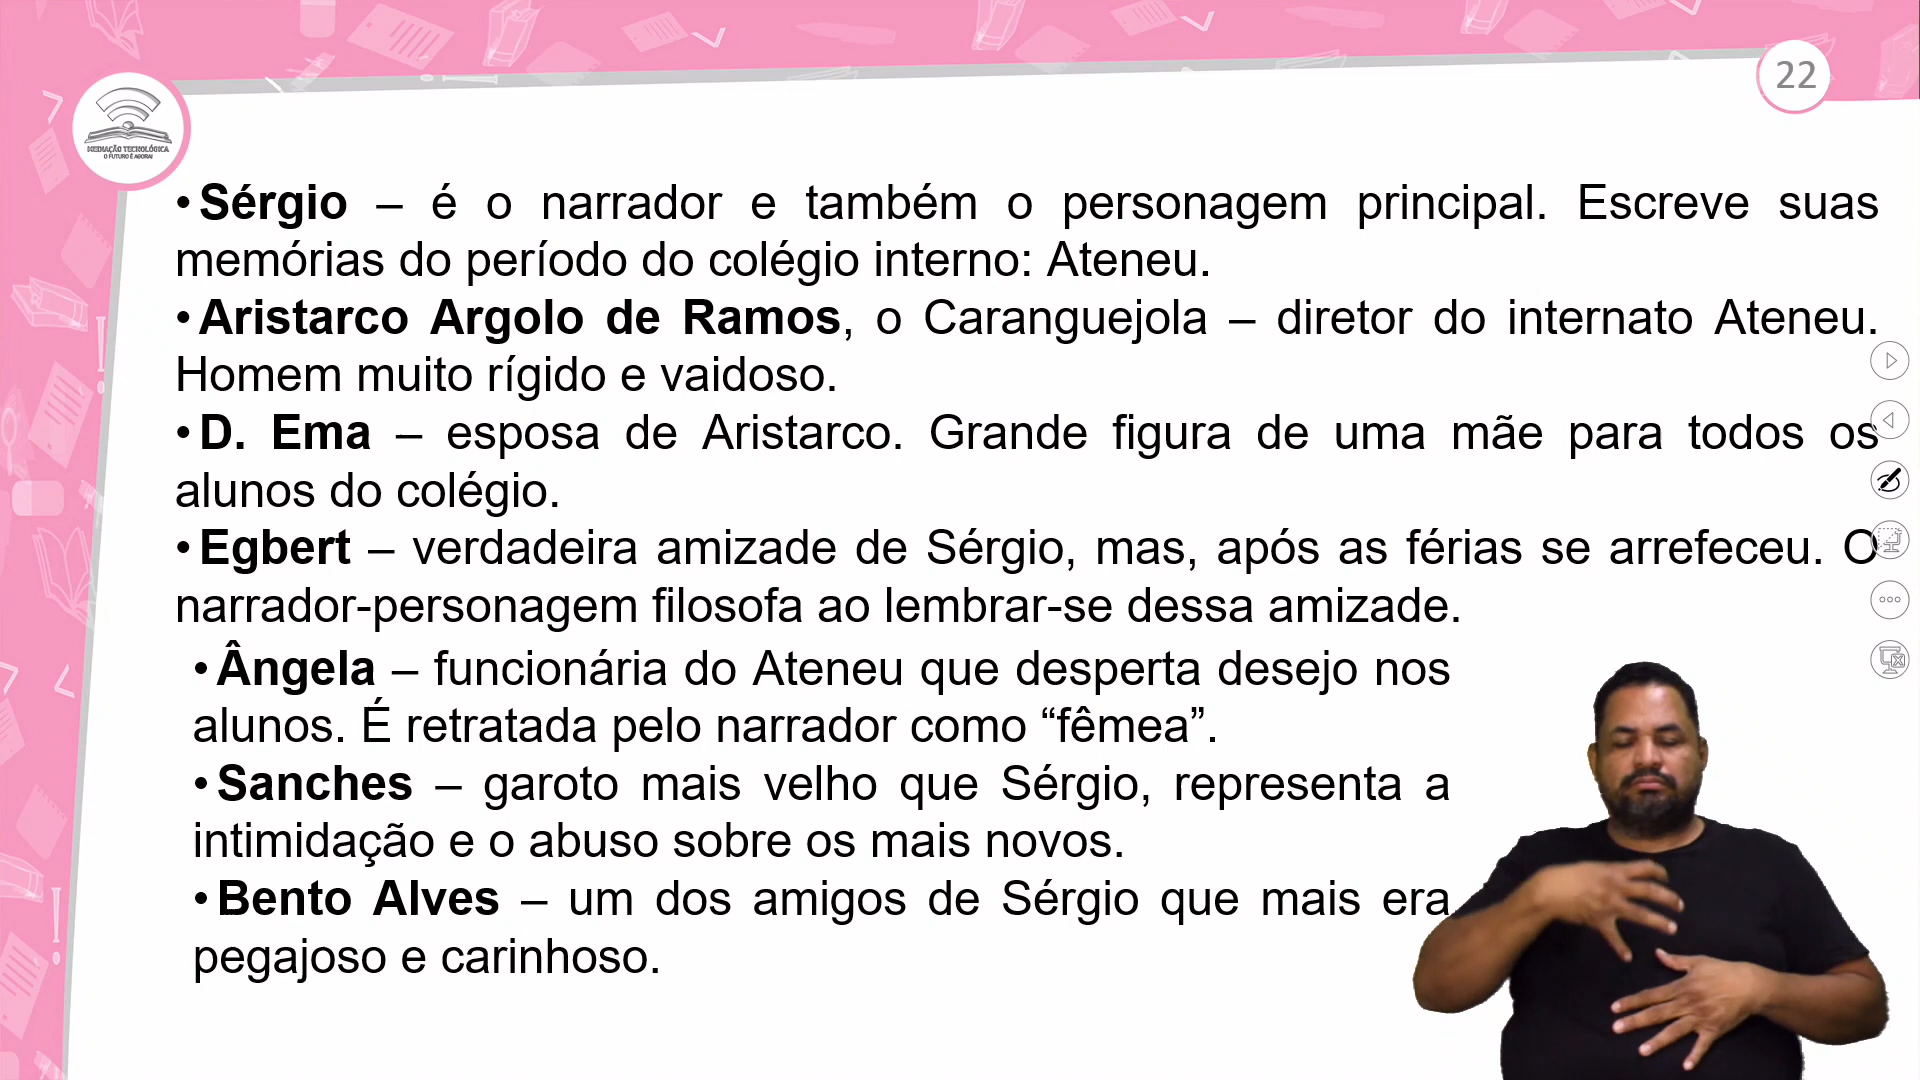 22
MEDIAÇÃO TECNOLÓGICA
O FUTURO É AGORA!
•Sérgio – é o narrador e também o personagem principal. Escreve suas
memórias do período do colégio interno: Ateneu.
•Aristarco Argolo de Ramos, o Caranguejola – diretor do internato Ateneu.
Homem muito rígido e vaidoso.
•D. Ema – esposa de Aristarco. Grande figura de uma mãe para todos os
alunos do colégio.
•Egbert – verdadeira amizade de Sérgio, mas, após as férias se arrefeceu. O
narrador-personagem filosofa ao lembrar-se dessa amizade.
•Ângela – funcionária do Ateneu que desperta desejo nos
alunos. É retratada pelo narrador como “fêmea”.
•Sanches – garoto mais velho que Sérgio, representa a
intimidação e o abuso sobre os mais novos.
•Bento Alves – um dos amigos de Sérgio que mais era
pegajoso e carinhoso.